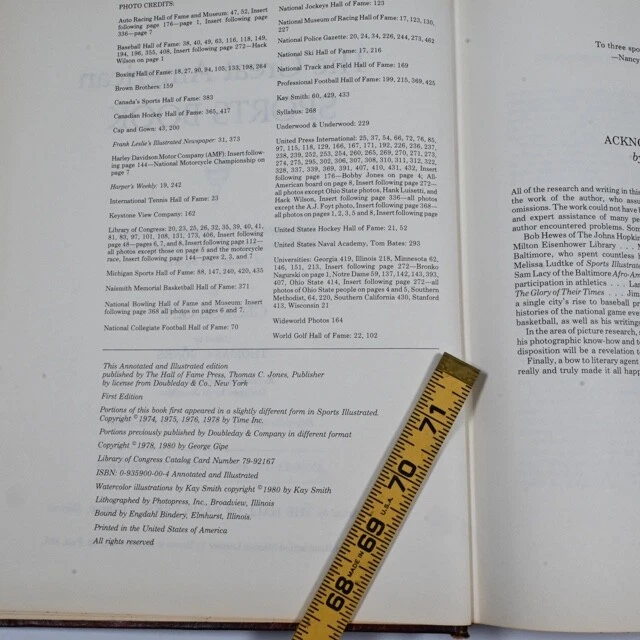 PHOTO CREDITS:
Auto Racing Hall of Fame and Museum: 47, 52, Insert
following page 176—page 1, Insert following page
336—page 7
Baseball Hall of Fame: 38, 40, 49, 63, 116, 118, 149,
194, 196, 355, 408, Insert following page 272—Hack
Wilson on page 1
Boxing Hall of Fame: 18, 27, 90, 94, 105, 133, 198, 264
Brown Brothers: 159
Canada's Sports Hall of Fame: 385
Canadian Hockey Hall of Fame: 365, 417
Cap and Gown: 43, 200
Frank Leslie's Illustrated Newspaper: 31, 373
Harley Davidson Motor Company (AMF): Insert follow-
ing page 144—National Motorcycle Championship on
page 7
Harper's Weekly: 19, 242
International Tennis Hall of Fame: 23
Keystone View Company: 162
Library of Congress: 20, 23, 25, 26, 32, 35, 39, 40, 41,
81, 83, 97, 101, 108, 131, 173, 406, Insert following
page 48—pages 6, 7, and 8, Insert following page 112—
all photos except those on page 5 and the motorcycle
race, Insert following page 144—pages 2, 3, and 7
Michigan Sports Hall of Fame: 88, 147, 240, 420, 435
Naismith Memorial Basketball Hall of Fame: 371
National Bowling Hall of Fame and Museum: Insert
following page 368 all photos on pages 6 and 7.
National Collegiate Football Hall of Fame: 70
National Jockeys Hall of Fame: 123
National Museum of Racing Hall of Fame: 17, 123, 135,
227
National Police Gazette: 20, 24, 34, 226, 244, 273, 462
National Ski Hall of Fame: 17, 216
National Track and Field Hall of Fame: 169
Professional Football Hall of Fame: 199, 215, 369, 425
Kay Smith: 60, 429, 433
Syllabus: 268
Underwood & Underwood: 229
United Press International: 25, 37, 54, 66, 72, 76, 85,
97, 115, 118, 129, 166, 167, 171, 192, 226, 236, 237,
238, 239, 252, 253, 254, 260, 265, 269, 270, 271, 273,
274, 275, 295, 302, 306, 307, 308, 310, 311, 312, 322,
328, 337, 339, 369, 391, 407, 410, 431, 432, Insert
following page 176—Bobby Jones on page 4, All-
American board on page 8, Insert following page 272—
all photos except Ohio State photos, Hank Luisetti, and
Hack Wilson, Insert following page 336—all photos
except the A.J. Foyt photo, Insert following page 368—
all photos on pages 1, 2, 3, 5 and 8, Insert following page
United States Hockey Hall of Fame: 21, 52
United States Naval Academy, Tom Bates: 293
Universities: Georgia 419, Illinois 218, Minnesota 62,
146, 151, 213, Insert following page 272—Bronko
Nagurski on page 1, Notre Dame 59, 137, 142, 143, 393,
407, Ohio State 414, Insert following page 272—all
photos of Ohio State people on pages 4 and 5, Southern
Methodist, 64, 220, Southern California 430, Stanford
413, Wisconsin 21
Wideworld Photos 164
World Golf Hall of Fame: 22, 102
This Annotated and Illustrated edition
published by The Hall of Fame Press, Thomas C. Jones, Publisher
by license from Doubleday & Co., New York
First Edition
Portions of this book first appeared in a slightly different form in Sports Illustrated.
Copyright © 1974, 1975, 1976, 1978 by Time Inc.
Portions previously published by Doubleday & Company in different format
Copyright © 1978, 1980 by George Gipe
Library of Congress Catalog Card Number 79-92167
ISBN: 0-935900-00-4 Annotated and Illustrated
Watercolor illustrations by Kay Smith copyright © 1980 by Kay Smith
Lithographed by Photopress, Inc., Broadview, Illinois
Bound by Engdahl Bindery, Elmhurst, Illinois.
Printed in the United States of America
All rights reserved
68 MADE IN 69 U.S.A. 70 71
To three spo
—Nancy
ACKNO
by
All of the research and writing in this
the work of the author, who assu
omissions. The work could not have b
and expert assistance of many pe
author encountered problems. Som
Bob Hewes of The Johns Hopkin
Milton Eisenhower Library . . .
Baltimore, who spent countless h
Melissa Ludtke of Sports Illustrate
Sam Lacy of the Baltimore Afro-Am
participation in athletics . . . Lar
The Glory of Their Times . . . Jim
a single city's rise to baseball pr
histories of the national game eve
basketball, as well as his writing
In the area of picture research,
his photographic know-how and to
disposition will be a revelation to
Finally, a bow to literary agent
really and truly made it all happ